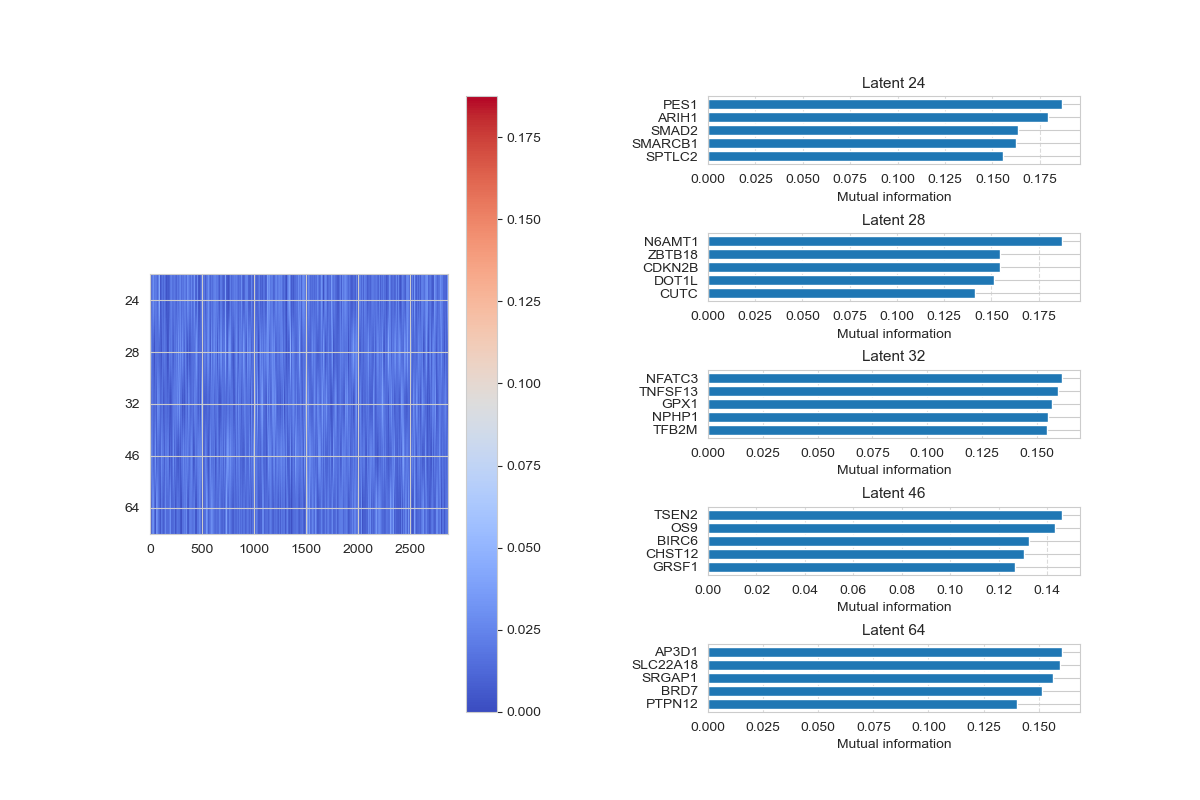 24
28
32
46
64
0 500 1000 1500 2000 2500
0.175
0.150
0.125
0.100
0.075
0.050
0.025
0.000
Latent 24
PES1
ARIH1
SMAD2
SMARCB1
SPTLC2
0.000 0.025 0.050 0.075 0.100 0.125 0.150 0.175
Mutual information
Latent 28
N6AMT1
ZBTB18
CDKN2B
DOT1L
CUTC
0.000 0.025 0.050 0.075 0.100 0.125 0.150 0.175
Mutual information
Latent 32
NFATC3
TNFSF13
GPX1
NPHP1
TFB2M
0.000 0.025 0.050 0.075 0.100 0.125 0.150
Mutual information
Latent 46
TSEN2
OS9
BIRC6
CHST12
GRSF1
0.00 0.02 0.04 0.06 0.08 0.10 0.12 0.14
Mutual information
Latent 64
AP3D1
SLC22A18
SRGAP1
BRD7
PTPN12
0.000 0.025 0.050 0.075 0.100 0.125 0.150
Mutual information